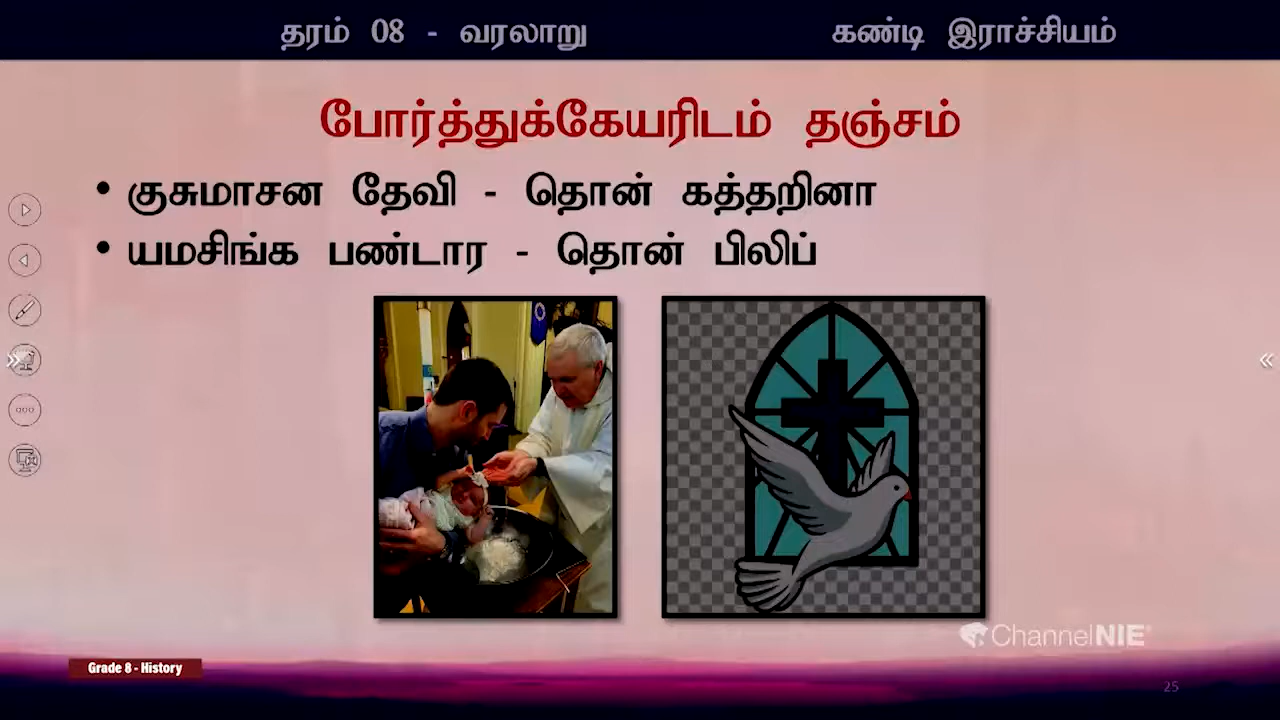 தரம் 08 - வரலாறு
கண்டி இராச்சியம்
போர்த்துக்கேயரிடம் தஞ்சம்
• குசுமாசன தேவி - தொன் கத்தறினா
• யமசிங்க பண்டார - தொன் பிலிப்
ChannelNIE
Grade 8 - History
25